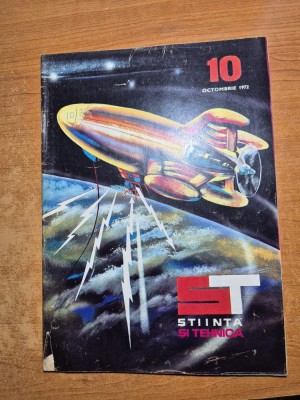 10
OCTOMBRIE 1972
ST
STIINTA
SI TEHNICA